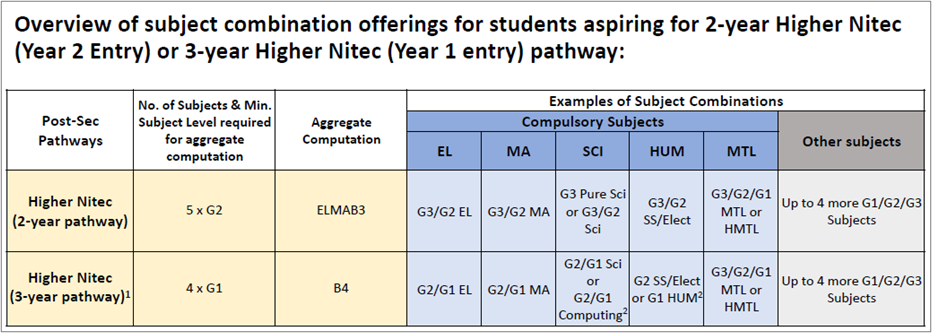 Overview of subject combination offerings for students aspiring for 2-year Higher Nitec
(Year 2 Entry) or 3-year Higher Nitec (Year 1 entry) pathway:
Post-Sec
Pathways
No. of Subjects & Min.
Subject Level required
for aggregate
computation
Aggregate
Computation
Examples of Subject Combinations
Compulsory Subjects
Other subjects
EL
MA
SCI
HUM
MTL
Higher Nitec
(2-year pathway)
5 x G2
ELMAB3
G3/G2 EL
G3/G2 MA
G3 Pure Sci
or G3/G2
Sci
G3/G2
SS/Elect
G3/G2/G1
MTL or
HMTL
Up to 4 more G1/G2/G3
Subjects
Higher Nitec
(3-year pathway)1
4 x G1
B4
G2/G1 EL
G2/G1 MA
G2/G1 Sci
or
G2/G1
Computing2
G2 SS/Elect
or G1 HUM2
G3/G2/G1
MTL or
HMTL
Up to 4 more G1/G2/G3
Subjects